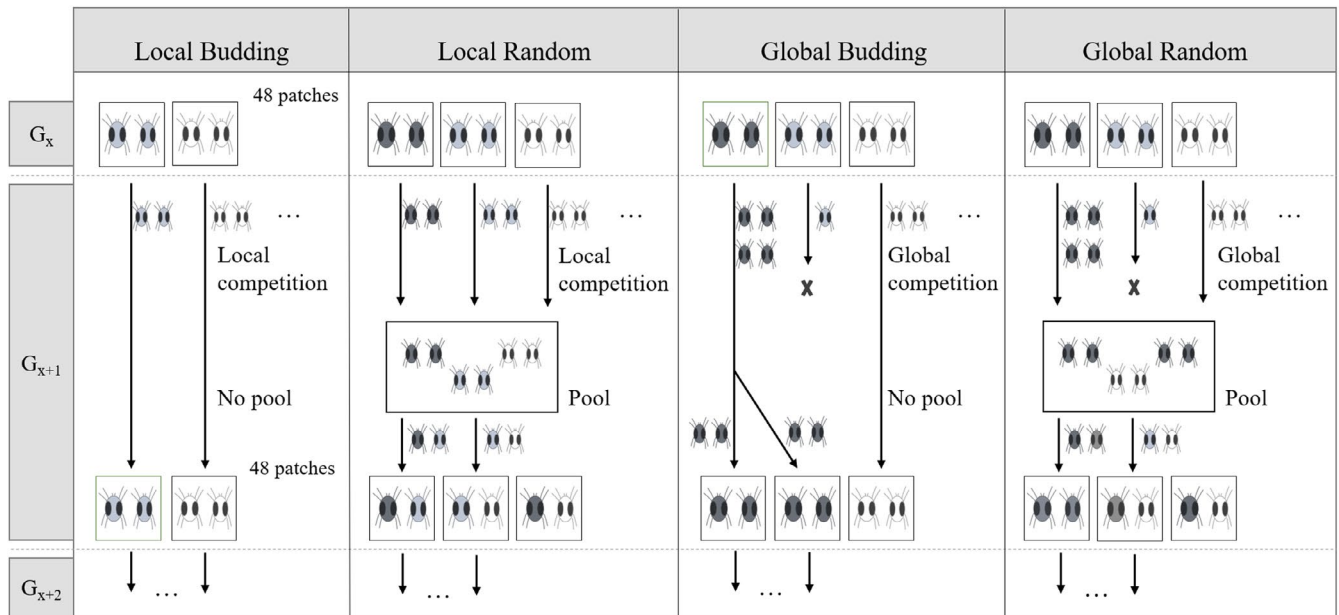 Local Budding
Local Random
Global Budding
Global Random
48 patches
Gx
...
...
...
...
Local
competition
Local
competition
Global
competition
Global
competition
X
X
Gx+1
No pool
Pool
No pool
Pool
48 patches
Gx+2
...
...
...
...